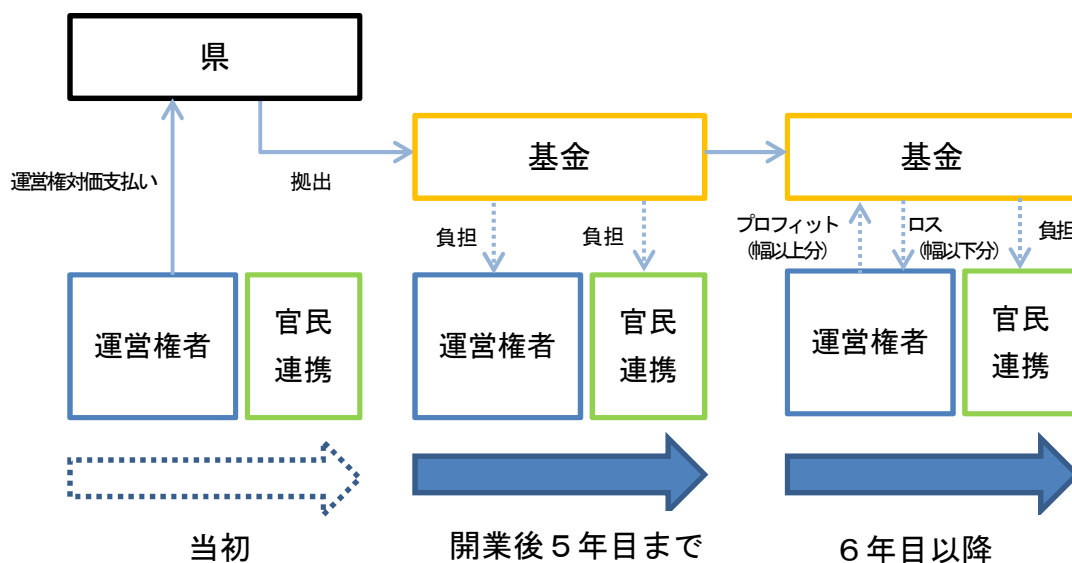 県
運営権対価支払い
拠出
基金
基金
負担
負担
プロフィット
(幅以上分)
ロス
(幅以下分)
負担
運営権者
官民
連携
運営権者
官民
連携
運営権者
官民
連携
当初
開業後５年目まで
６年目以降